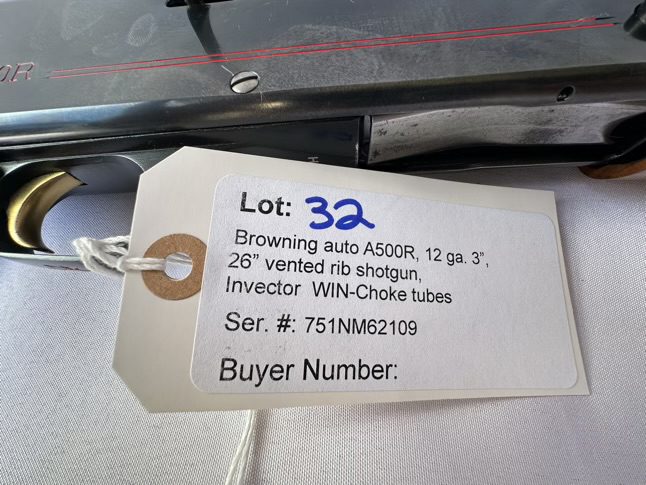 0R
Lot: 32
Browning auto A500R, 12 ga. 3”,
26” vented rib shotgun,
Invector WIN-Choke tubes
Ser. #: 751NM62109
Buyer Number: